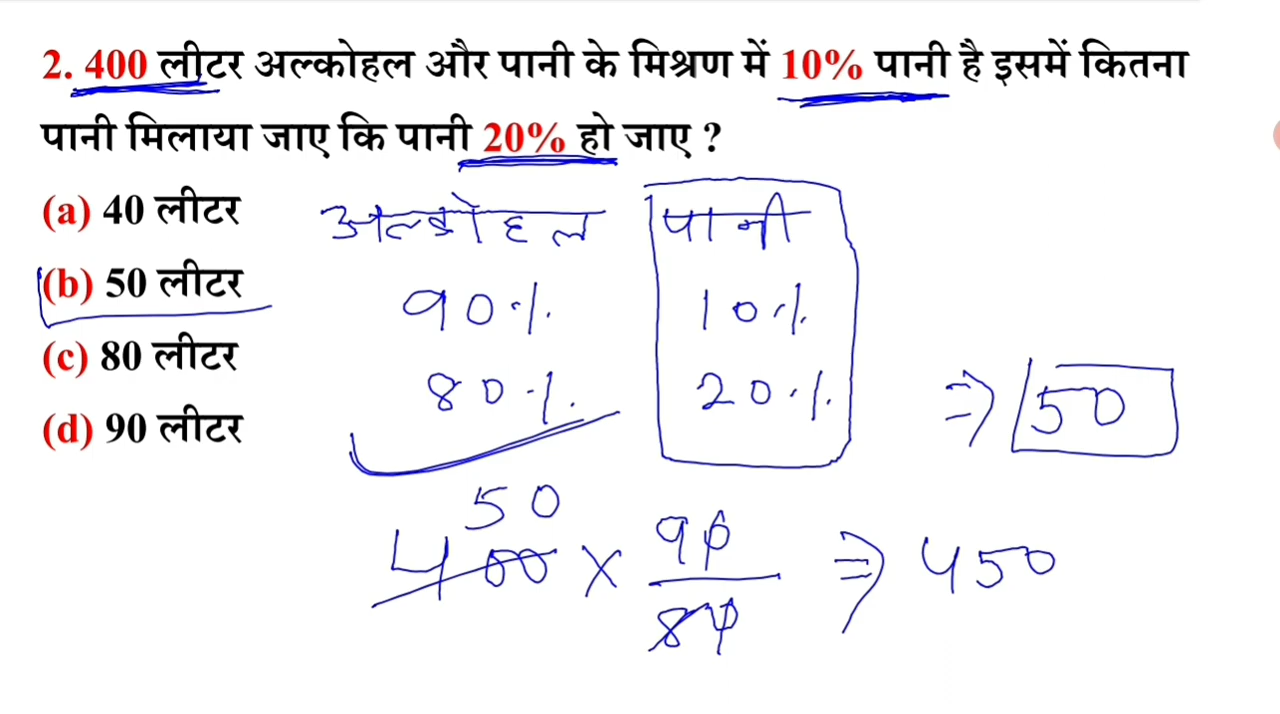 2. 400 लीटर अल्कोहल और पानी के मिश्रण में 10% पानी है इसमें कितना
पानी मिलाया जाए कि पानी 20% हो जाए ?
(a) 40 लीटर
(b) 50 लीटर
(c) 80 लीटर
(d) 90 लीटर
अल्कोहल पानी
90% 10%
80% 20%
⇒ 50
50
400 × 90/80 ⇒ 450